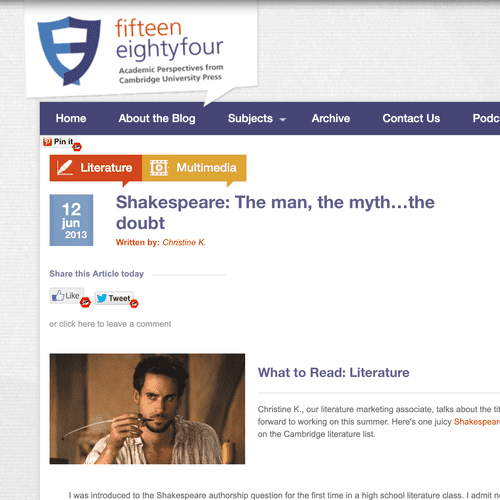 fifteen
eightyfour
Academic Perspectives from
Cambridge University Press
Home About the Blog Subjects Archive Contact Us Podc
Pin it
Literature Multimedia
12
jun
2013
Shakespeare: The man, the myth…the
doubt
Written by: Christine K.
Share this Article today
Like Tweet
or click here to leave a comment
What to Read: Literature
Christine K., our literature marketing associate, talks about the tit
forward to working on this summer. Here's one juicy Shakespeare
on the Cambridge literature list.
I was introduced to the Shakespeare authorship question for the first time in a high school literature class. I admit n